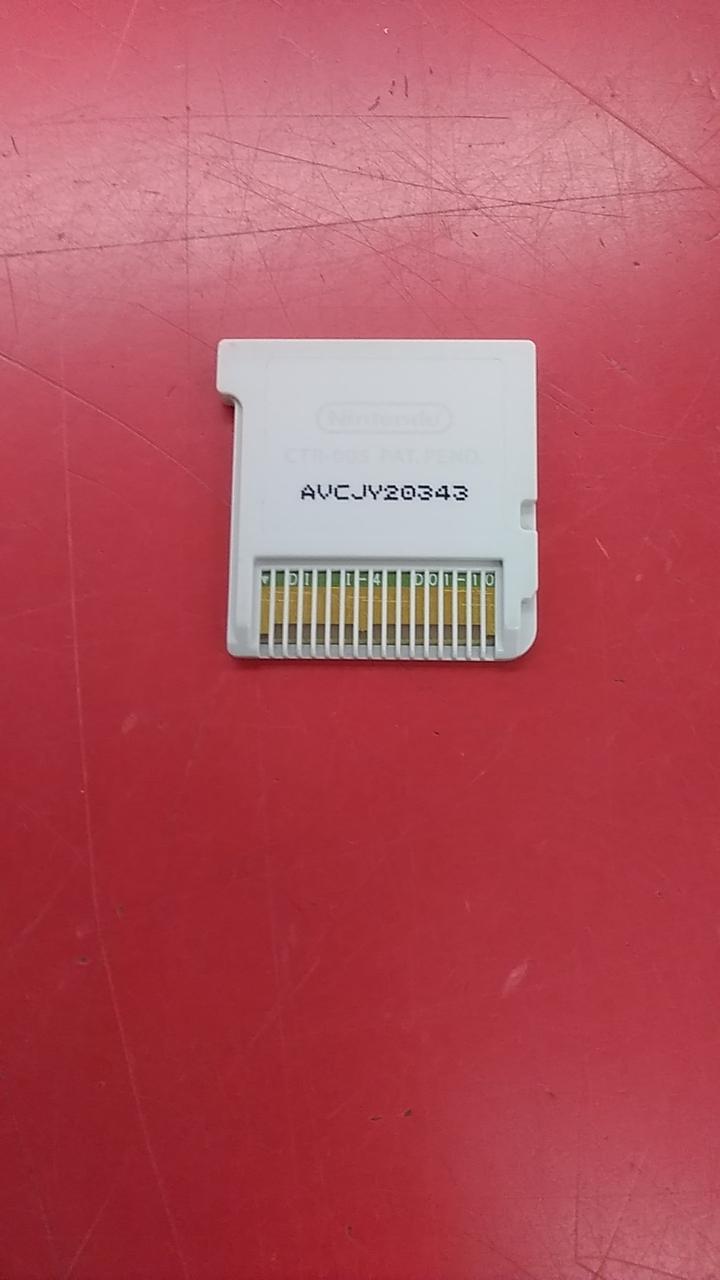 Nintendo
CTR-005 PAT. PEND.
AVCJY20343